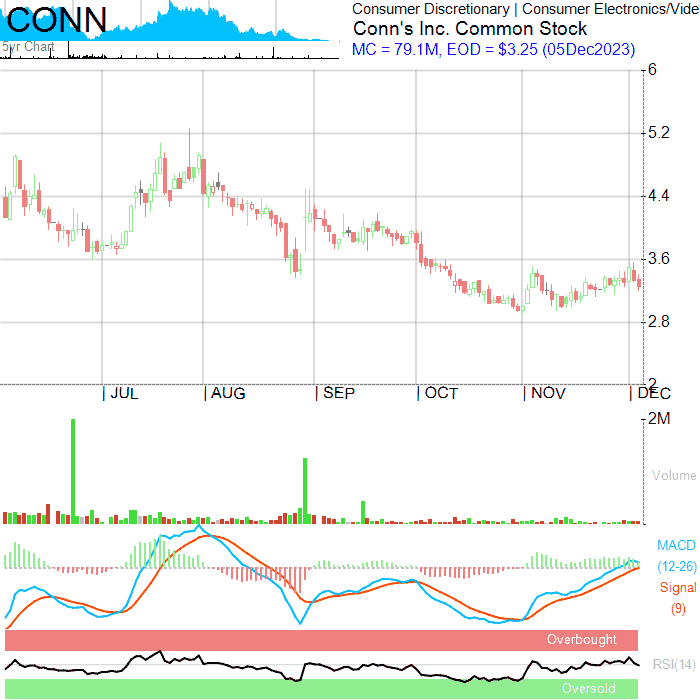 CONN
5yr Chart
Consumer Discretionary | Consumer Electronics/Vide
Conn's Inc. Common Stock
MC = 79.1M, EOD = $3.25 (05Dec2023)
6
5.2
4.4
3.6
2.8
2
| JUL | AUG | SEP | OCT | NOV | DEC
2M
Volume
MACD
(12-26)
Signal
(9)
Overbought
RSI(14)
Oversold